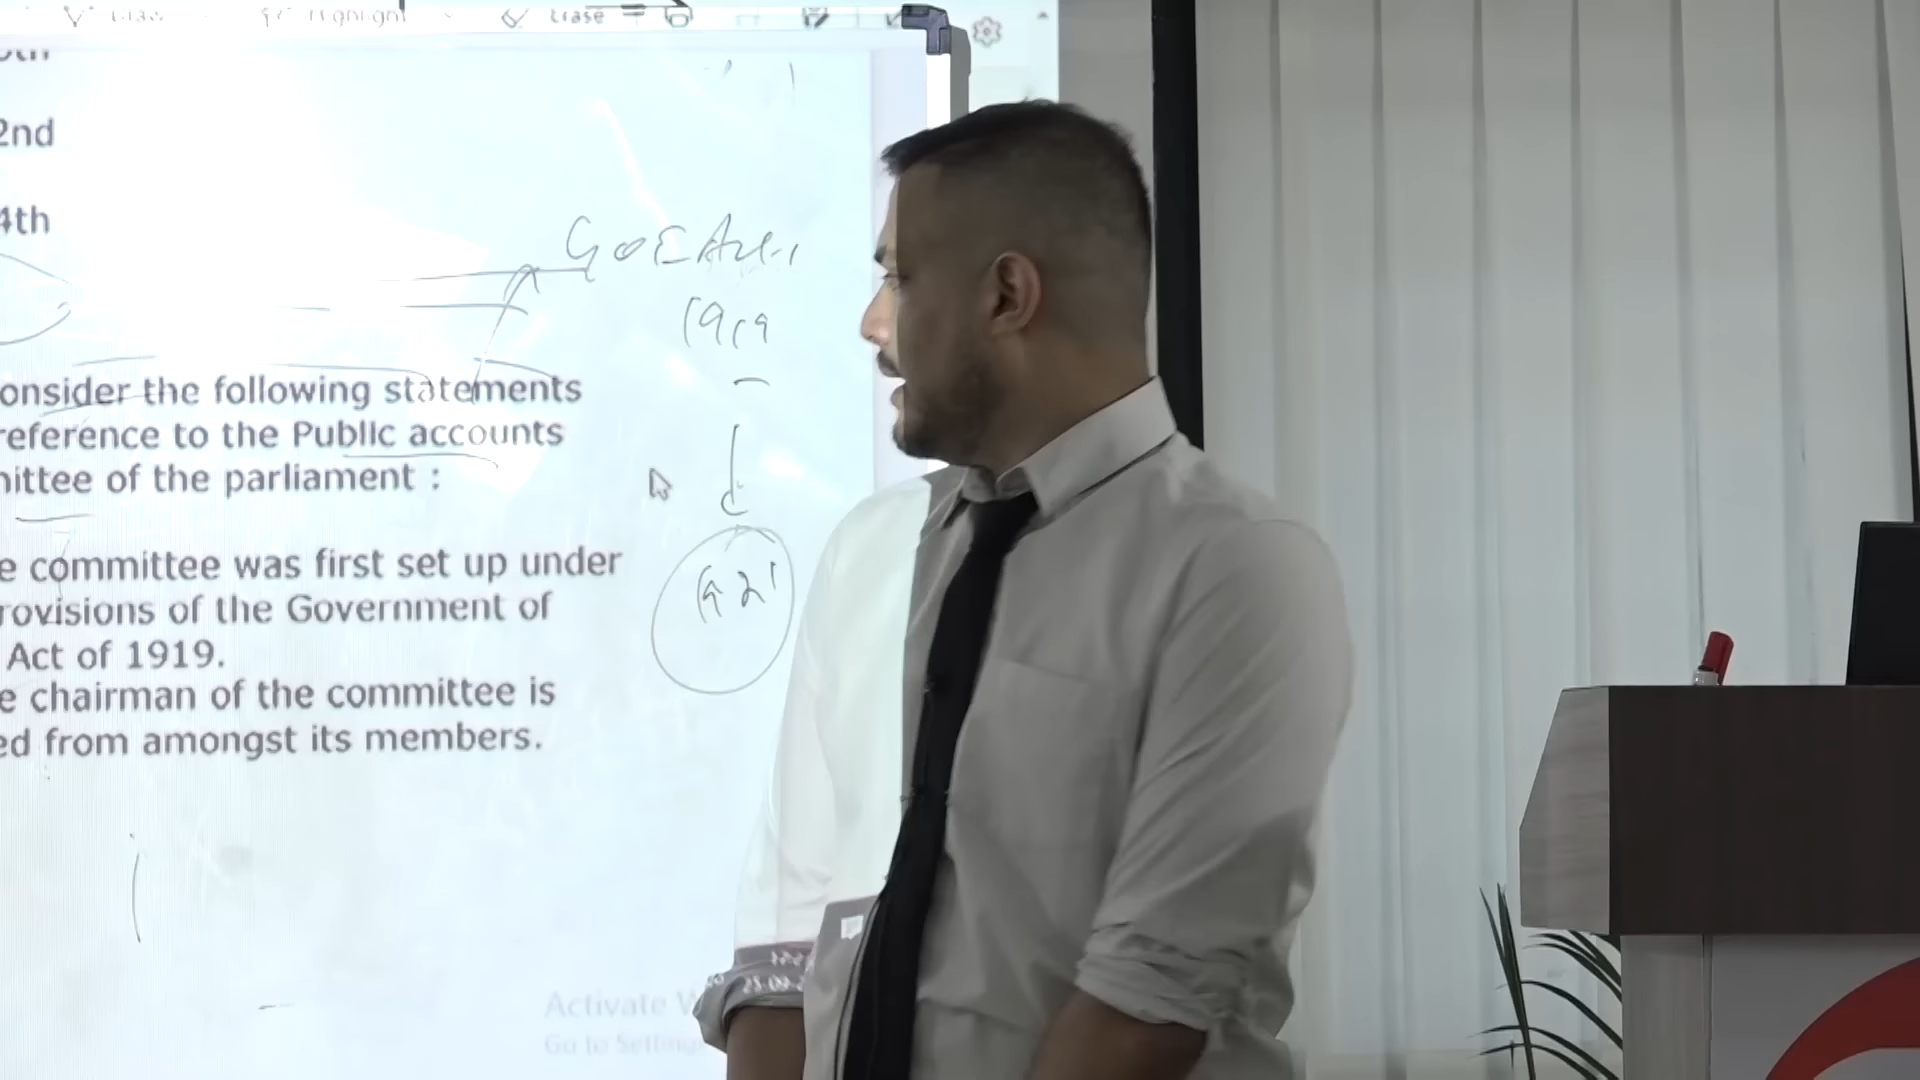 Erase
2nd
4th
GOE Act
1919
onsider the following statements
reference to the Public accounts
mittee of the parliament :
1921
e committee was first set up under
rovisions of the Government of
Act of 1919.
e chairman of the committee is
ed from amongst its members.
Activate W
Go to Settings